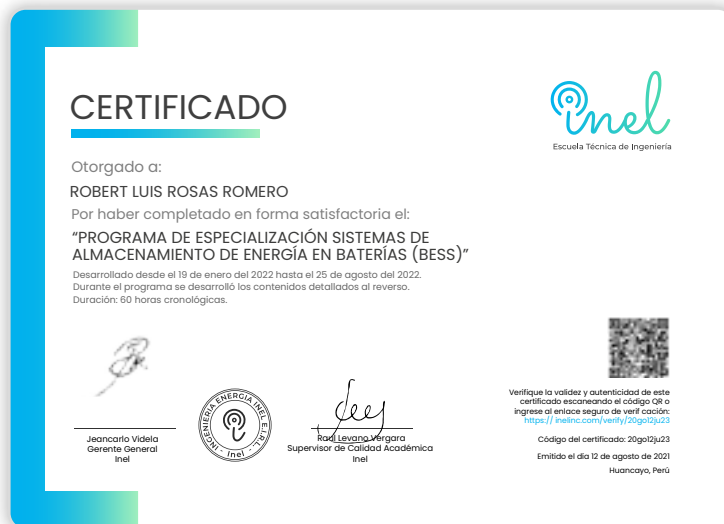 CERTIFICADO
inel
Escuela Técnica de Ingeniería
Otorgado a:
ROBERT LUIS ROSAS ROMERO
Por haber completado en forma satisfactoria el:
“PROGRAMA DE ESPECIALIZACIÓN SISTEMAS DE
ALMACENAMIENTO DE ENERGÍA EN BATERÍAS (BESS)”
Desarrollado desde el 19 de enero del 2022 hasta el 25 de agosto del 2022.
Durante el programa se desarrolló los contenidos detallados al reverso.
Duración: 60 horas cronológicas.
Jeancarlo Videla
Gerente General
Inel
INGENIERIA ENERGIA INEL E.I.R.L.
- Inel -
Raúl Levano Vergara
Supervisor de Calidad Académica
Inel
Verifique la validez y autenticidad de este
certificado escaneando el código QR o
ingrese al enlace seguro de verif cación:
https:// inelinc.com/verify/20go12ju23
Código del certificado: 20go12ju23
Emitido el día 12 de agosto de 2021
Huancayo, Perú